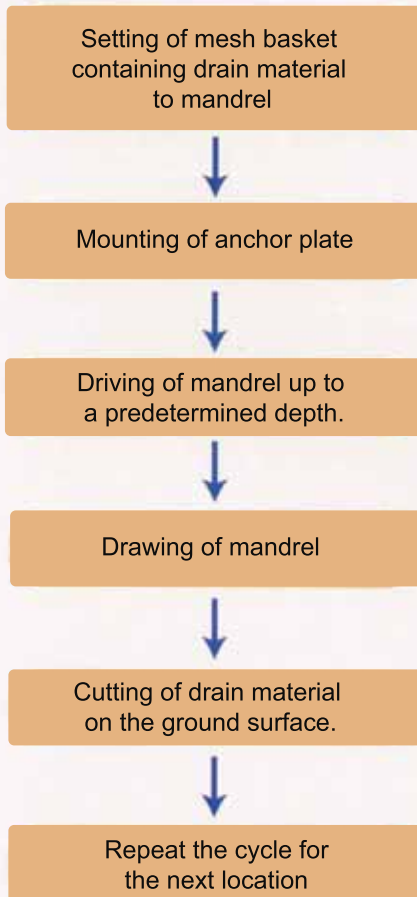 Setting of mesh basket
containing drain material
to mandrel
Mounting of anchor plate
Driving of mandrel up to
a predetermined depth.
Drawing of mandrel
Cutting of drain material
on the ground surface.
Repeat the cycle for
the next location